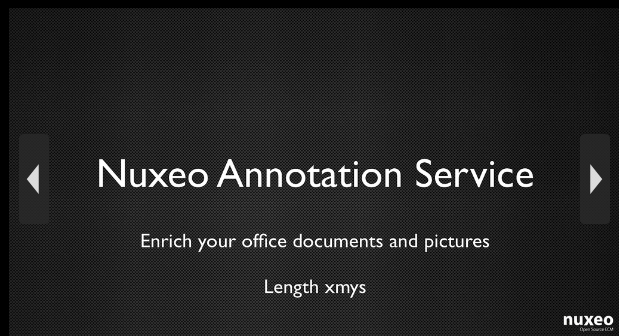 Nuxeo Annotation Service
Enrich your office documents and pictures
Length xmys
nuxeo
Open Source ECM